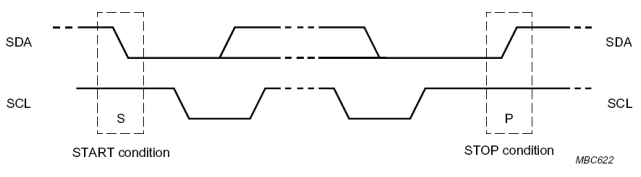 SDA SDA
SCL SCL
S P
START condition STOP condition
MBC622